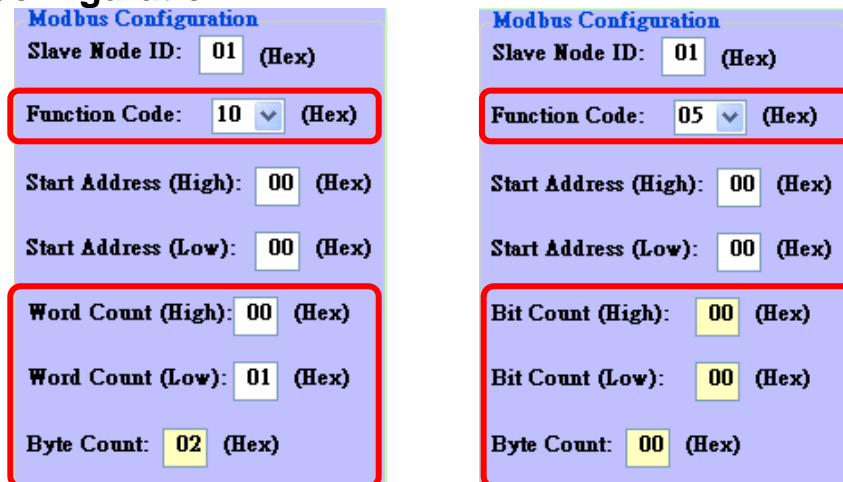 Modbus Configuration
Slave Node ID: 01 (Hex)
Function Code: 10 (Hex)
Start Address (High): 00 (Hex)
Start Address (Low): 00 (Hex)
Word Count (High): 00 (Hex)
Word Count (Low): 01 (Hex)
Byte Count: 02 (Hex)
Modbus Configuration
Slave Node ID: 01 (Hex)
Function Code: 05 (Hex)
Start Address (High): 00 (Hex)
Start Address (Low): 00 (Hex)
Bit Count (High): 00 (Hex)
Bit Count (Low): 00 (Hex)
Byte Count: 00 (Hex)